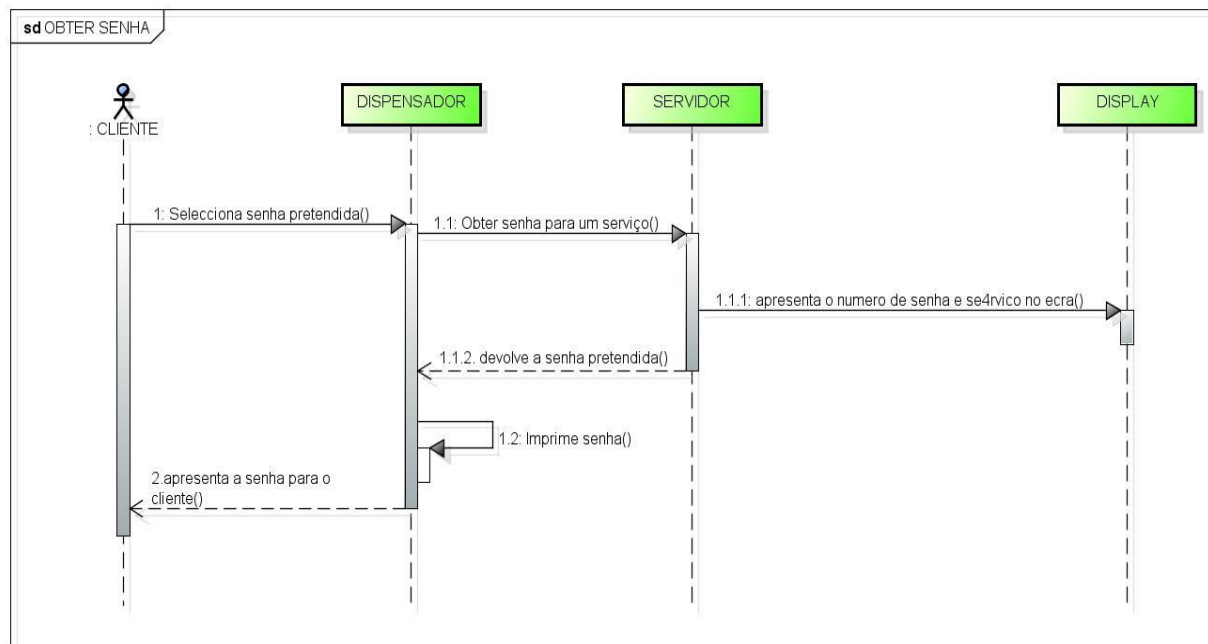 sd OBTER SENHA
: CLIENTE
DISPENSADOR
SERVIDOR
DISPLAY
1: Selecciona senha pretendida()
1.1: Obter senha para um serviço()
1.1.1: apresenta o numero de senha e se4rvico no ecra()
1.1.2. devolve a senha pretendida()
1.2: Imprime senha()
2.apresenta a senha para o
cliente()